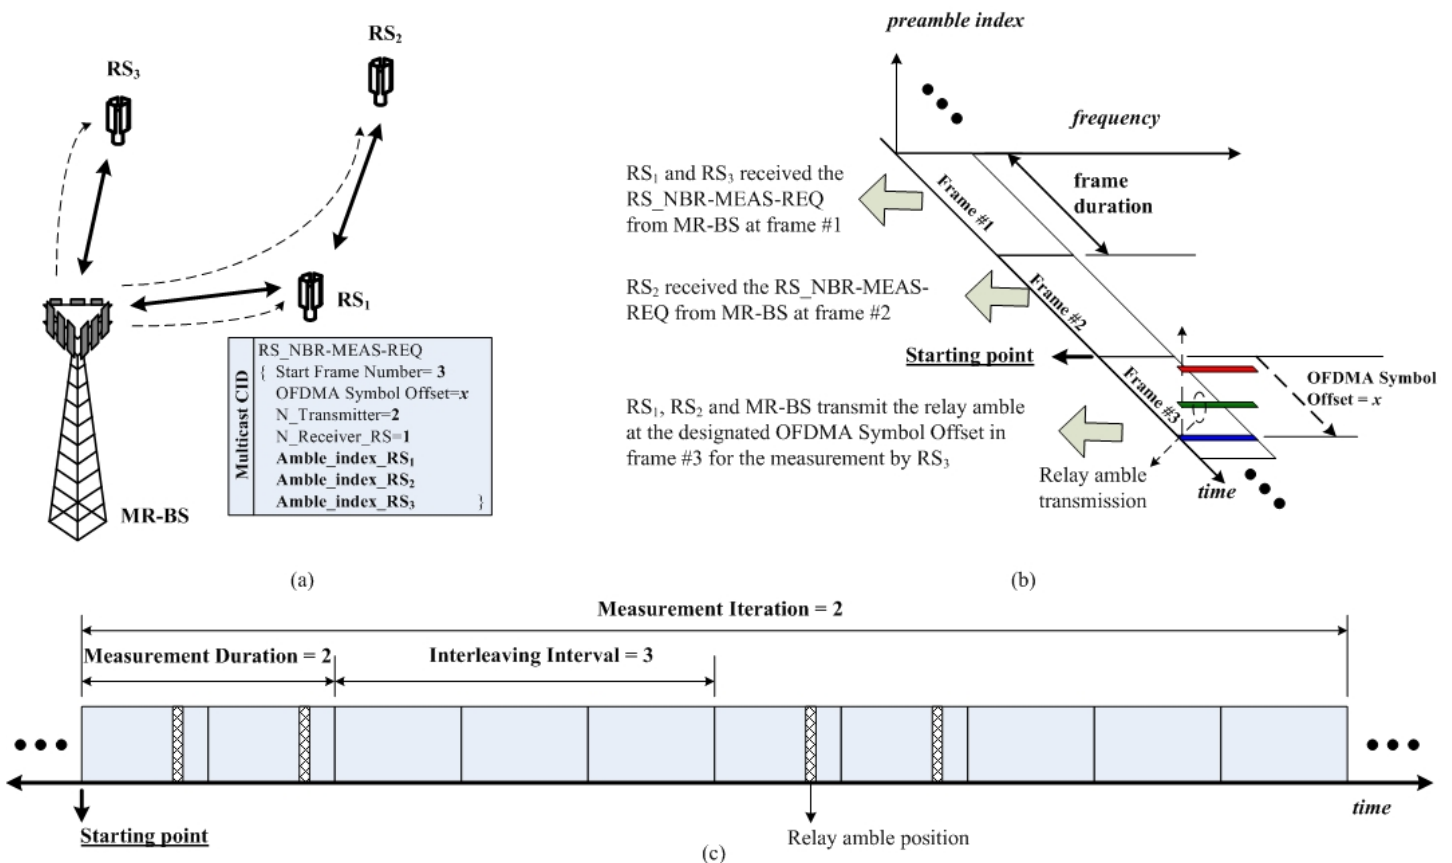 RS₂
RS₃
RS₁
RS_NBR-MEAS-REQ
{ Start Frame Number= 3
OFDMA Symbol Offset=x
N_Transmitter=2
N_Receiver_RS=1
Amble_index_RS₁
Amble_index_RS₂
Amble_index_RS₃ }
Multicast CID
MR-BS
(a)
preamble index
frequency
RS₁ and RS₃ received the
RS_NBR-MEAS-REQ
from MR-BS at frame #1
Frame #1
frame
duration
RS₂ received the RS_NBR-MEAS-
REQ from MR-BS at frame #2
Frame #2
Starting point
OFDMA Symbol
Offset = x
Frame #3
RS₁, RS₂ and MR-BS transmit the relay amble
at the designated OFDMA Symbol Offset in
frame #3 for the measurement by RS₃
Relay amble
transmission
time
(b)
Measurement Iteration = 2
Measurement Duration = 2
Interleaving Interval = 3
time
Starting point
Relay amble position
(c)